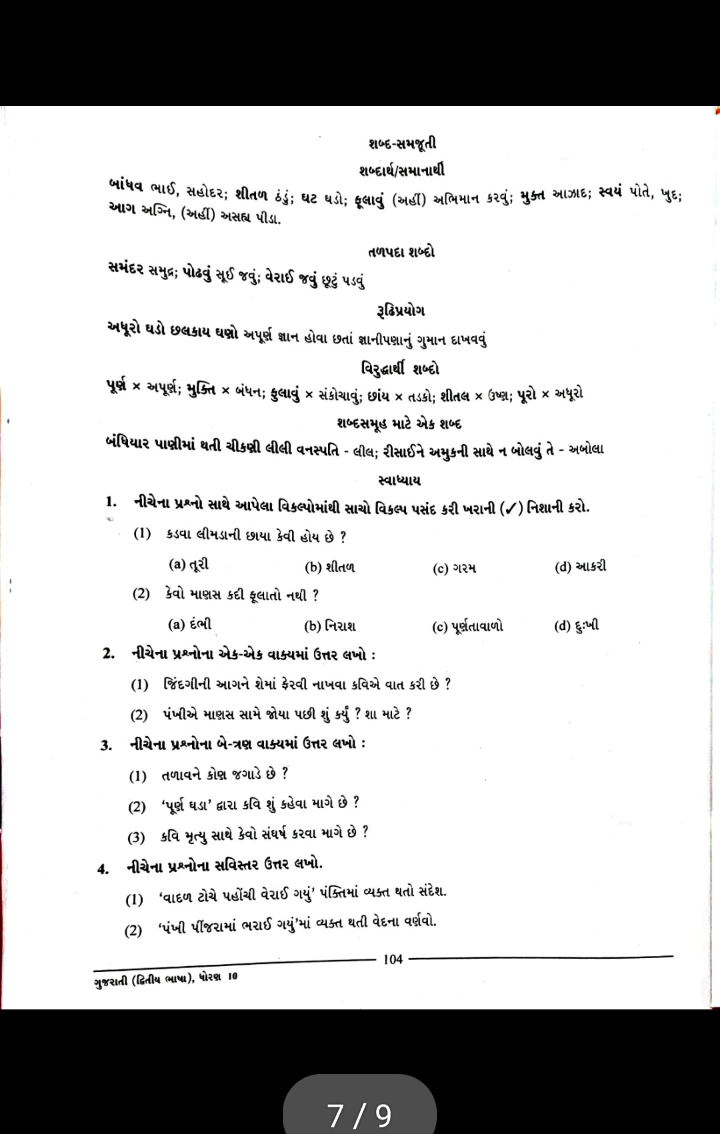 શબ્દ-સમજૂતી
શબ્દાર્થ/સમાનાર્થી
બાંધવ ભાઈ, સહોદર; શીતળ ઠંડું; ઘટ ઘડો; ફૂલાવું (અહીં) અભિમાન કરવું; મુક્ત આઝાદ; સ્વયં પોતે, ખુદ;
આગ અગ્નિ, (અહીં) અસહ્ય પીડા.
તળપદા શબ્દો
સમંદર સમુદ્ર; પોઢવું સૂઈ જવું; વેરાઈ જવું છૂટું પડવું
રૂઢિપ્રયોગ
અધૂરો ઘડો છલકાય ઘણો અપૂર્ણ જ્ઞાન હોવા છતાં જ્ઞાનીપણાનું ગુમાન દાખવવું
વિરુદ્ધાર્થી શબ્દો
પૂર્ણ × અપૂર્ણ; મુક્તિ × બંધન; ફુલાવું × સંકોચાવું; છાંય × તડકો; શીતલ × ઉષ્ણ; પૂરો × અધૂરો
શબ્દસમૂહ માટે એક શબ્દ
બંધિયાર પાણીમાં થતી ચીકણી લીલી વનસ્પતિ - લીલ; રીસાઈને અમુકની સાથે ન બોલવું તે - અબોલા
સ્વાધ્યાય
1. નીચેના પ્રશ્નો સાથે આપેલા વિકલ્પોમાંથી સાચો વિકલ્પ પસંદ કરી ખરાની (✓) નિશાની કરો.
(1) કડવા લીમડાની છાયા કેવી હોય છે ?
(a) તૂરી (b) શીતળ (c) ગરમ (d) આકરી
(2) કેવો માણસ કદી ફૂલાતો નથી ?
(a) દંભી (b) નિરાશ (c) પૂર્ણતાવાળો (d) દુઃખી
2. નીચેના પ્રશ્નોના એક-એક વાક્યમાં ઉત્તર લખો :
(1) જિંદગીની આગને શેમાં ફેરવી નાખવા કવિએ વાત કરી છે ?
(2) પંખીએ માણસ સામે જોયા પછી શું કર્યું ? શા માટે ?
3. નીચેના પ્રશ્નોના બે-ત્રણ વાક્યમાં ઉત્તર લખો :
(1) તળાવને કોણ જગાડે છે ?
(2) ‘પૂર્ણ ઘડા’ દ્વારા કવિ શું કહેવા માગે છે ?
(3) કવિ મૃત્યુ સાથે કેવો સંઘર્ષ કરવા માગે છે ?
4. નીચેના પ્રશ્નોના સવિસ્તર ઉત્તર લખો.
(1) ‘વાદળ ટોચે પહોંચી વેરાઈ ગયું’ પંક્તિમાં વ્યક્ત થતો સંદેશ.
(2) ‘પંખી પીંજરામાં ભરાઈ ગયું’માં વ્યક્ત થતી વેદના વર્ણવો.
104
ગુજરાતી (દ્વિતીય ભાષા), ધોરણ 10
7 / 9